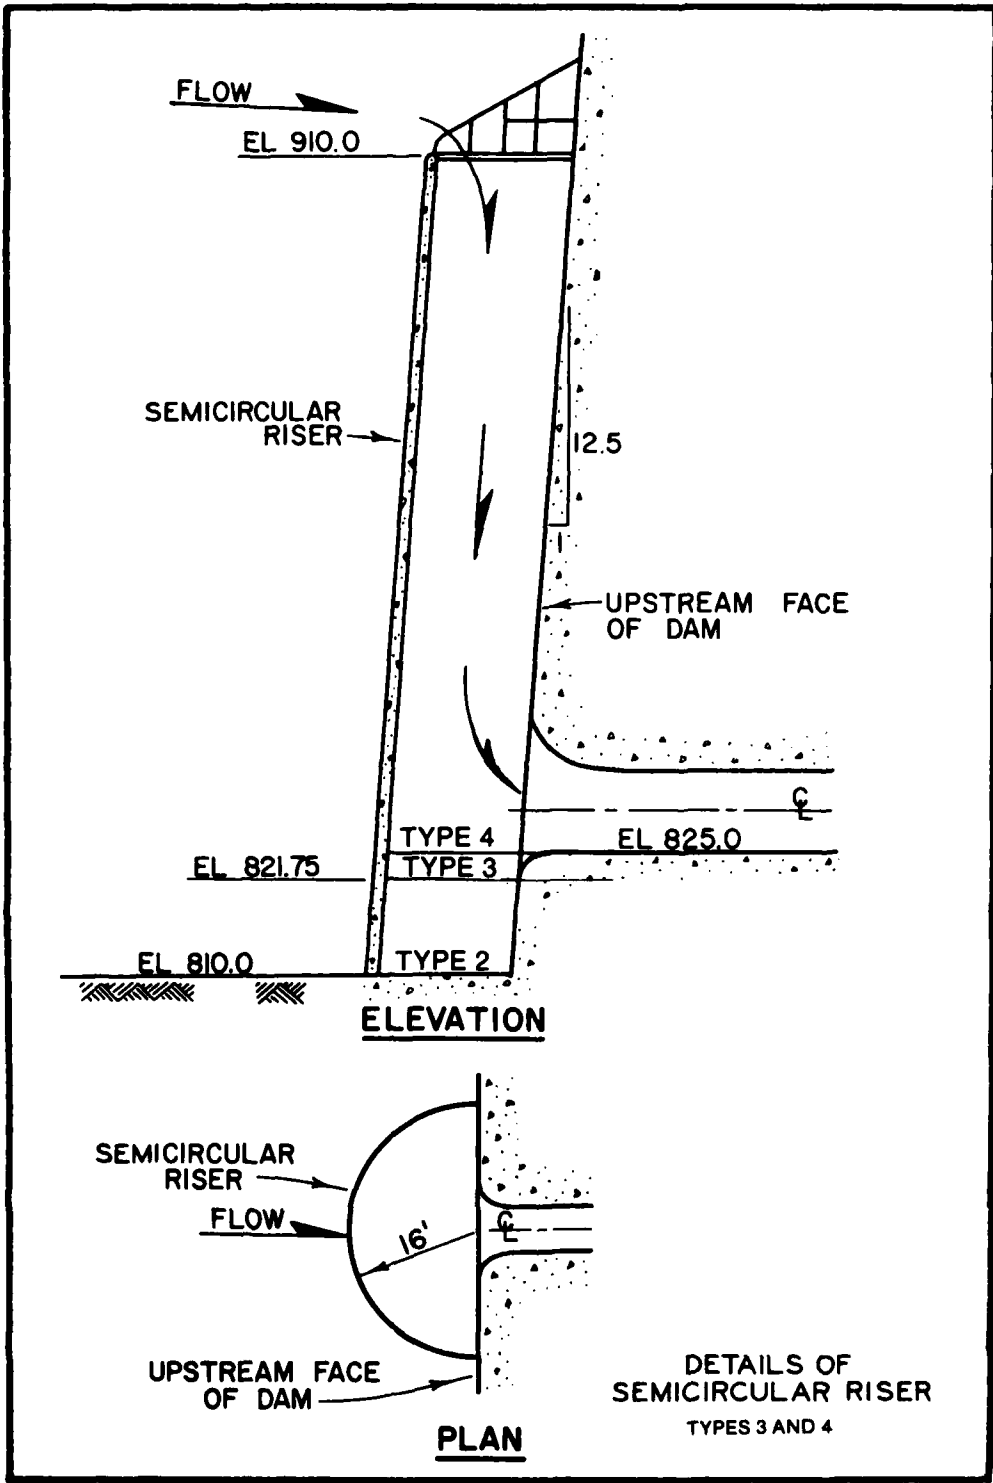 FLOW
EL 910.0
SEMICIRCULAR
RISER
12.5
1
UPSTREAM FACE
OF DAM
℄
TYPE 4
EL 825.0
EL 821.75
TYPE 3
EL 810.0
TYPE 2
ELEVATION
SEMICIRCULAR
RISER
FLOW
℄
16'
UPSTREAM FACE
OF DAM
PLAN
DETAILS OF
SEMICIRCULAR RISER
TYPES 3 AND 4